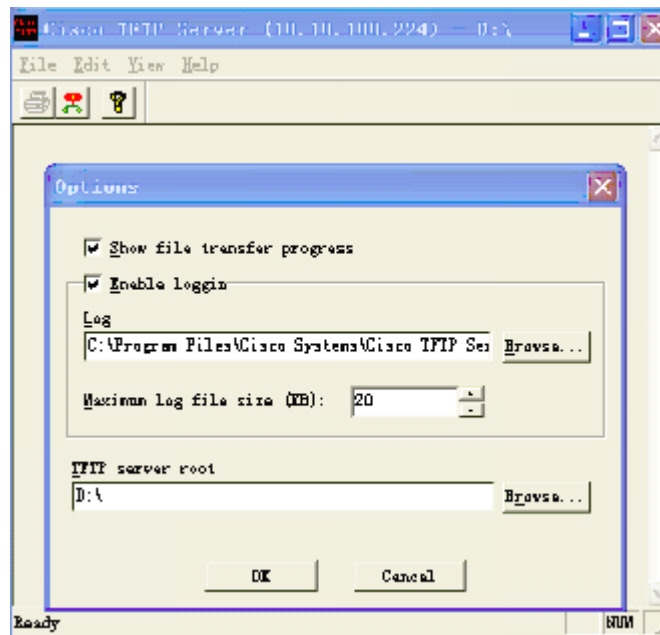 Cisco TFTP Server (10.10.100.224) - D:\
File Edit View Help
Options
Show file transfer progress
Enable loggin
Log
C:\Program Files\Cisco Systems\Cisco TFTP Ser
Browse...
Maximum log file size (KB):
20
TFTP server root
D:\
Browse...
OK
Cancel
Ready
NUM